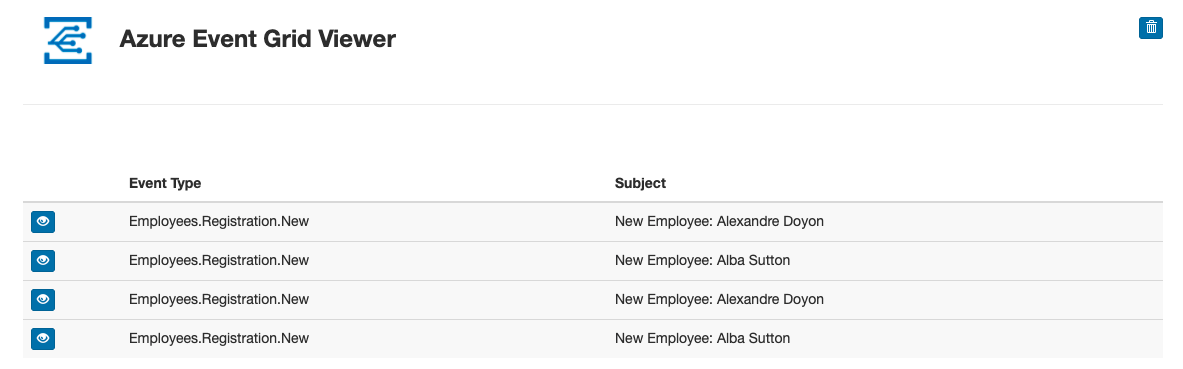 Azure Event Grid Viewer
Event Type Subject
Employees.Registration.New New Employee: Alexandre Doyon
Employees.Registration.New New Employee: Alba Sutton
Employees.Registration.New New Employee: Alexandre Doyon
Employees.Registration.New New Employee: Alba Sutton